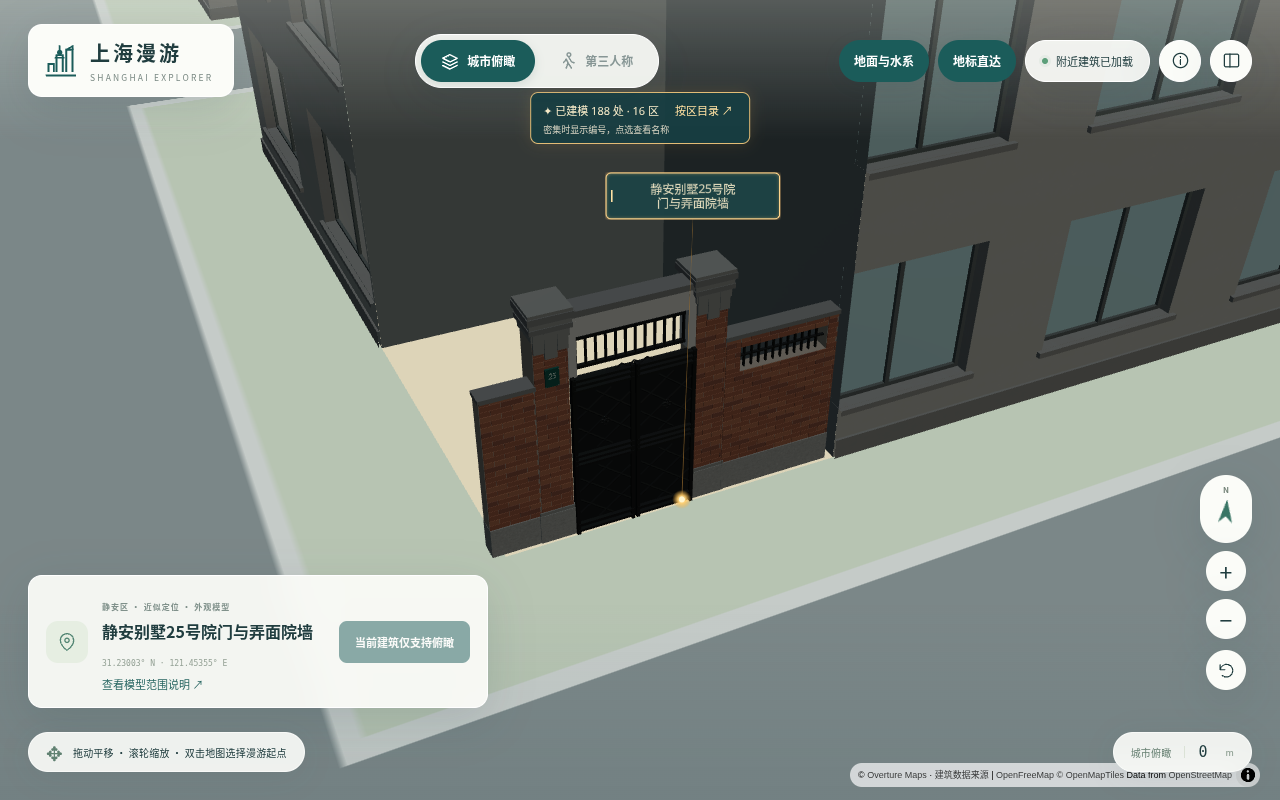 上海漫游
SHANGHAI EXPLORER
城市俯瞰
第三人称
地面与水系
地标直达
附近建筑已加载
✦ 已建模 188 处 · 16 区 按区目录 ↗
密集时显示编号，点选查看名称
静安别墅25号院
门与弄面院墙
N
静安区 · 近似定位 · 外观模型
静安别墅25号院门与弄面院墙
31.23003° N · 121.45355° E
查看模型范围说明 ↗
当前建筑仅支持俯瞰
拖动平移 · 滚轮缩放 · 双击地图选择漫游起点
城市俯瞰 0 m
© Overture Maps · 建筑数据来源 | OpenFreeMap © OpenMapTiles Data from OpenStreetMap